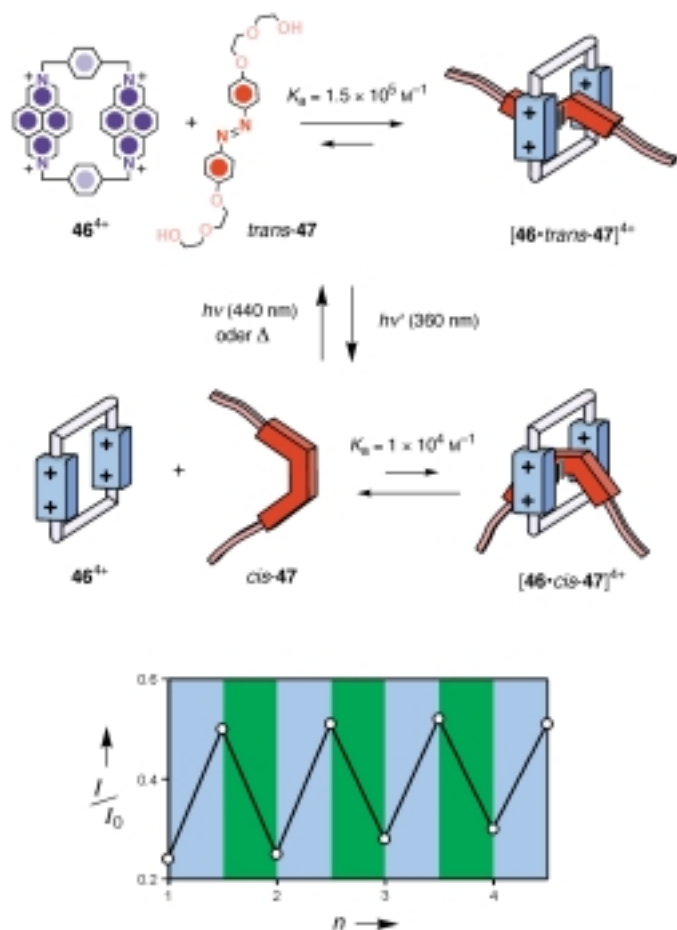 OH
O
O
N
N
+
+
N=N
+
+
N
N
O
HO
O
Kₐ = 1.5 × 10⁵ M⁻¹
+
+
46⁴⁺
trans-47
[46•trans-47]⁴⁺
hν (440 nm)
oder Δ
hν' (360 nm)
+
+
+
+
+
Kₐ = 1 × 10⁴ M⁻¹
+
+
46⁴⁺
cis-47
[46•cis-47]⁴⁺
0.6
0.4
0.2
I/I₀
1
2
3
4
n